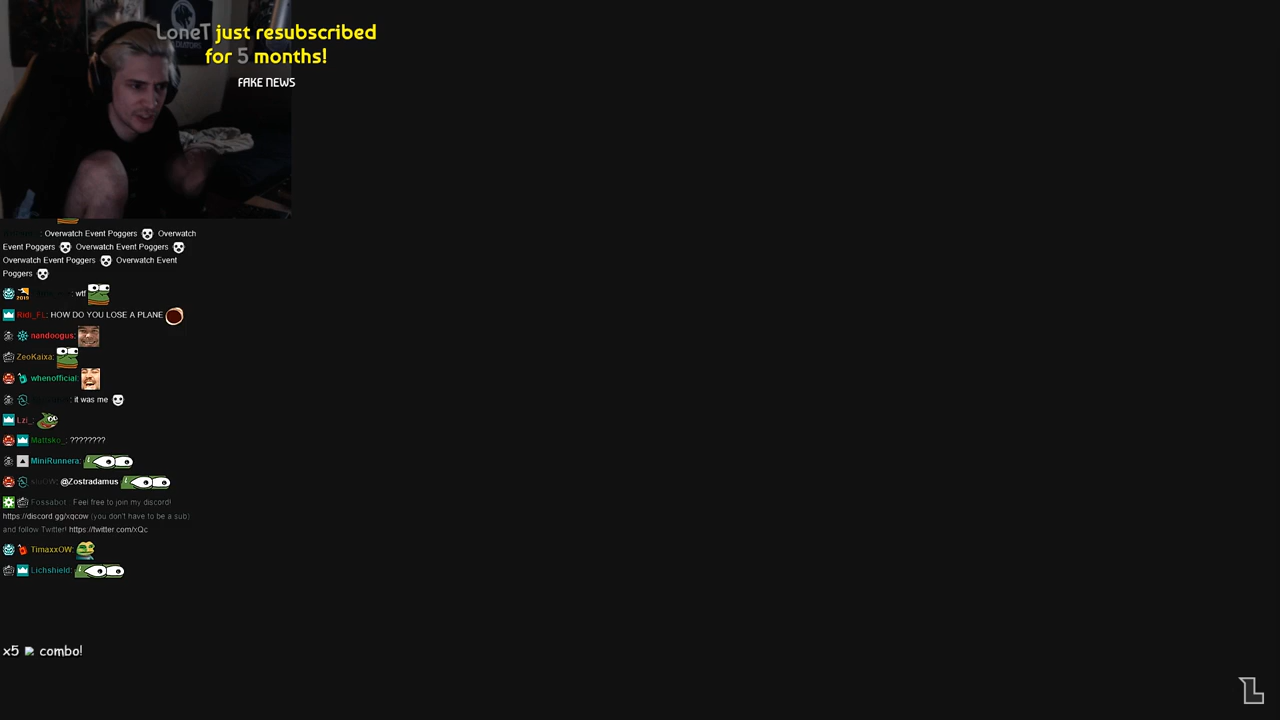 LoneT just resubscribed
for 5 months!
FAKE NEWS
: Overwatch Event Poggers Overwatch
Event Poggers Overwatch Event Poggers
Overwatch Event Poggers Overwatch Event
Poggers
2018 : wtf
Ridi_FL: HOW DO YOU LOSE A PLANE
nandoogus:
ZeoKaixa:
whenofficial:
: it was me
Lzi_:
Mattsko_: ????????
MiniRunnera:
xiuOW: @Zostradamus
Fossabot: Feel free to join my discord!
https://discord.gg/xqcow (you don't have to be a sub)
and follow Twitter! https://twitter.com/xQc
TimaxxOW:
Lichshield:
x5 combo!